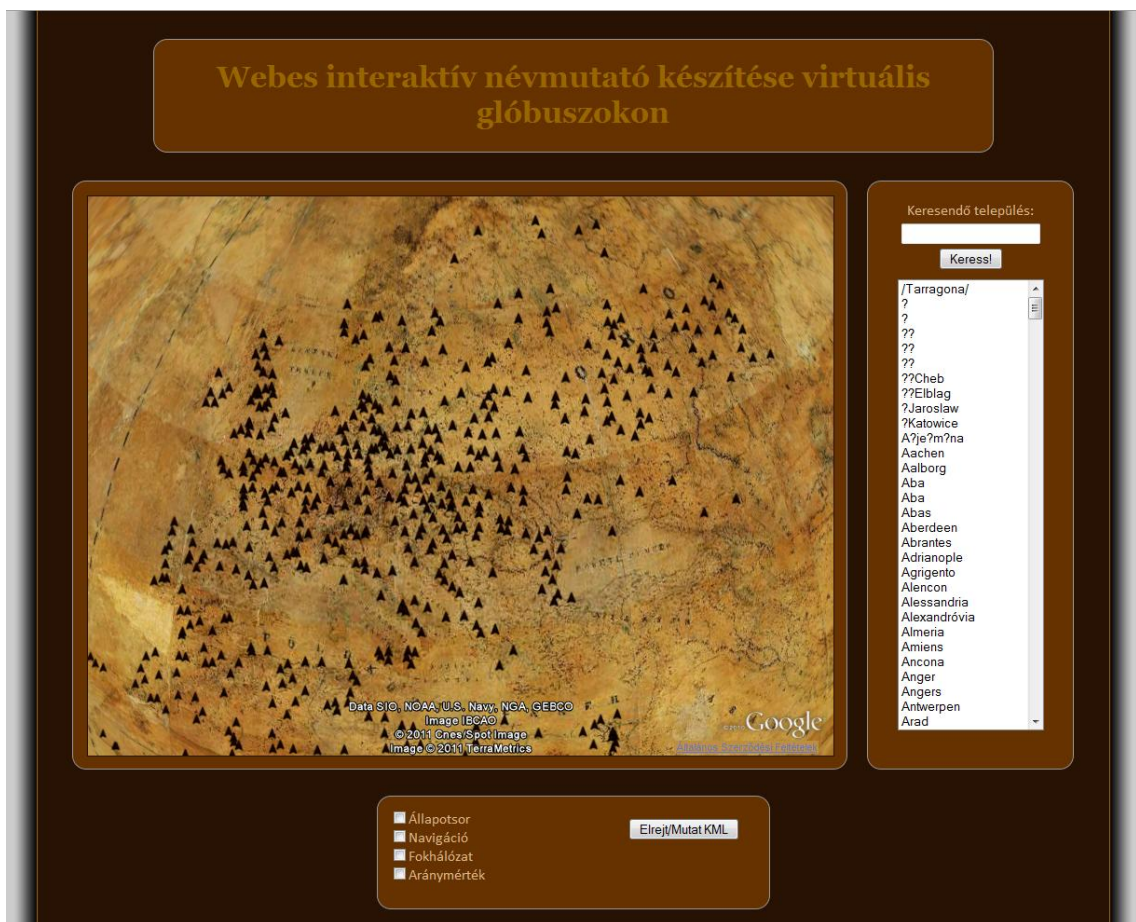 Webes interaktív névmutató készítése virtuális
glóbuszokon
Data SIO, NOAA, U.S. Navy, NGA, GEBCO
Image IBCAO
© 2011 Cnes/Spot Image
Image © 2011 TerraMetrics
Google
Általános Szerződési Feltételek
Keresendő település:
Keress!
/Tarragona/
?
?
??
??
??
??Cheb
??Elblag
?Jaroslaw
?Katowice
A?je?m?na
Aachen
Aalborg
Aba
Aba
Abas
Aberdeen
Abrantes
Adrianople
Agrigento
Alencon
Alessandria
Alexandróvia
Almeria
Amiens
Ancona
Anger
Angers
Antwerpen
Arad
Állapotsor
Navigáció
Fokhálózat
Aránymérték
Elrejt/Mutat KML